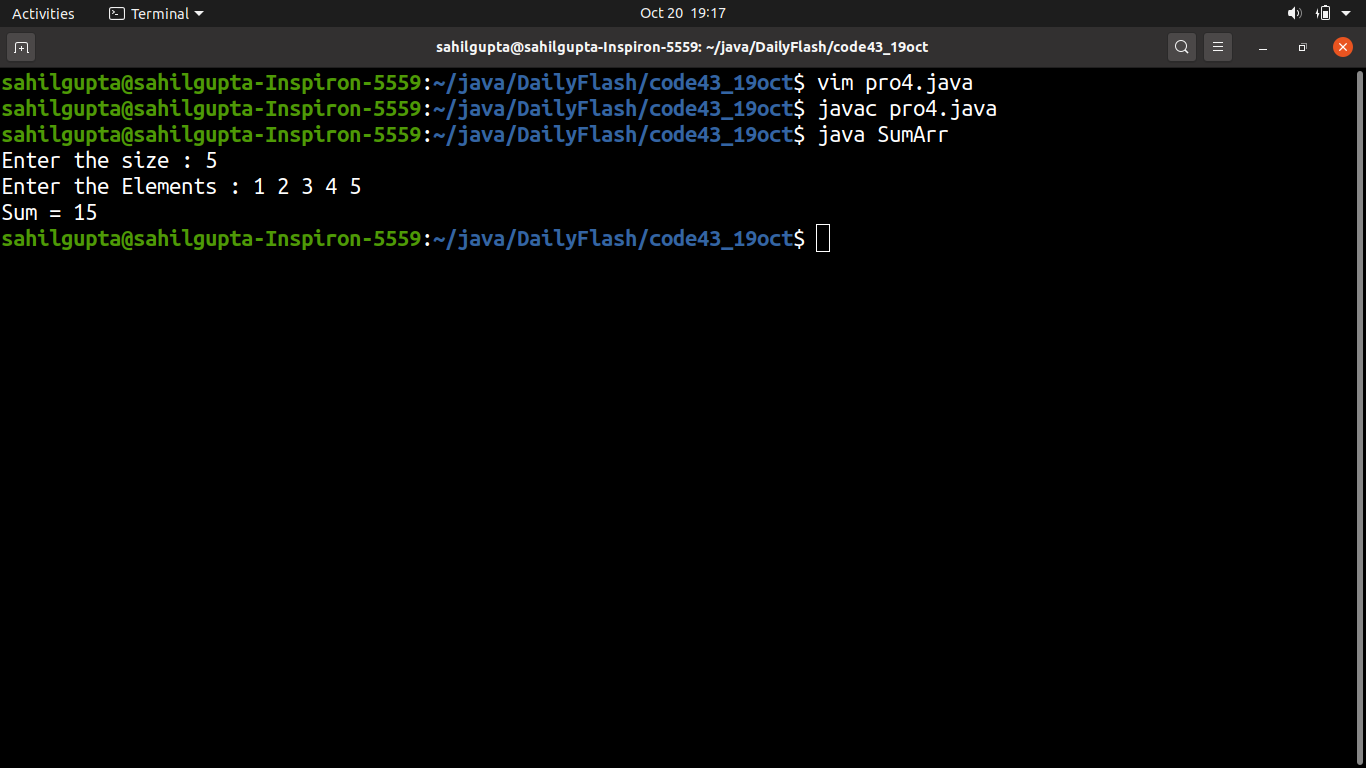 Activities Terminal Oct 20 19:17
sahilgupta@sahilgupta-Inspiron-5559: ~/java/DailyFlash/code43_19oct
sahilgupta@sahilgupta-Inspiron-5559:~/java/DailyFlash/code43_19oct$ vim pro4.java
sahilgupta@sahilgupta-Inspiron-5559:~/java/DailyFlash/code43_19oct$ javac pro4.java
sahilgupta@sahilgupta-Inspiron-5559:~/java/DailyFlash/code43_19oct$ java SumArr
Enter the size : 5
Enter the Elements : 1 2 3 4 5
Sum = 15
sahilgupta@sahilgupta-Inspiron-5559:~/java/DailyFlash/code43_19oct$